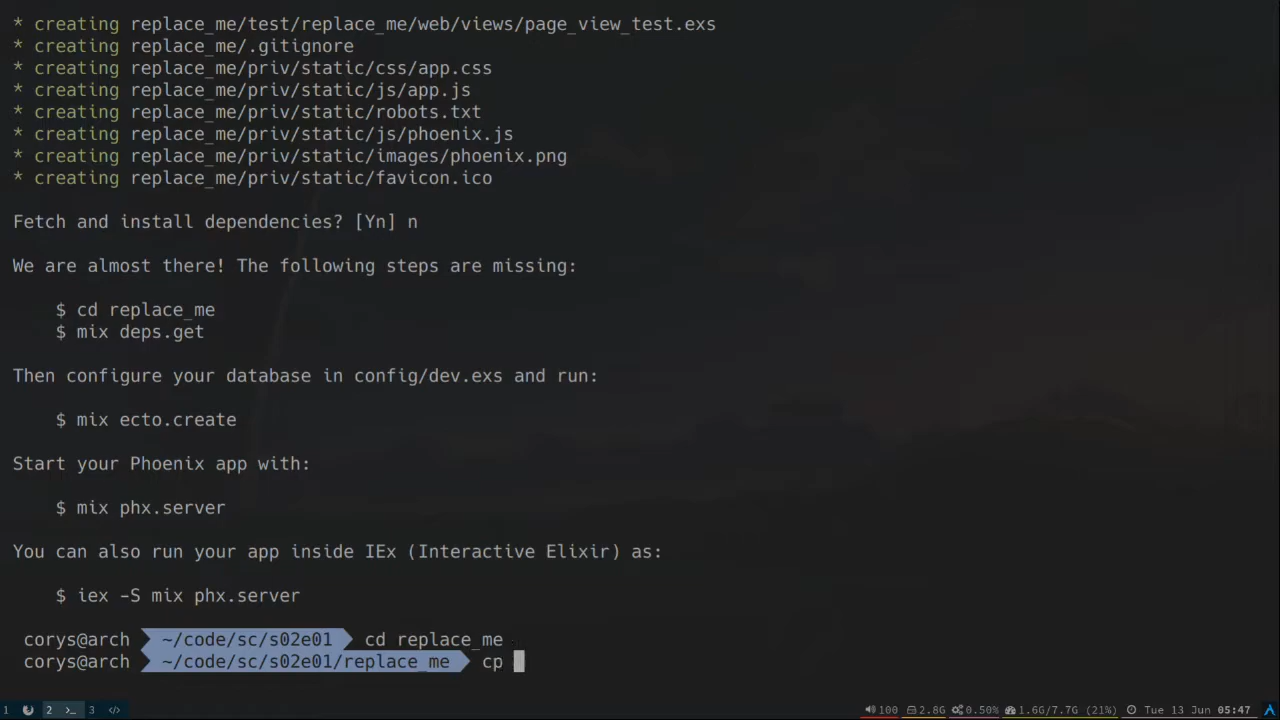 * creating replace_me/test/replace_me/web/views/page_view_test.exs
* creating replace_me/.gitignore
* creating replace_me/priv/static/css/app.css
* creating replace_me/priv/static/js/app.js
* creating replace_me/priv/static/robots.txt
* creating replace_me/priv/static/js/phoenix.js
* creating replace_me/priv/static/images/phoenix.png
* creating replace_me/priv/static/favicon.ico
Fetch and install dependencies? [Yn] n
We are almost there! The following steps are missing:
$ cd replace_me
$ mix deps.get
Then configure your database in config/dev.exs and run:
$ mix ecto.create
Start your Phoenix app with:
$ mix phx.server
You can also run your app inside IEx (Interactive Elixir) as:
$ iex -S mix phx.server
corys@arch ~/code/sc/s02e01 cd replace_me
corys@arch ~/code/sc/s02e01/replace_me cp
1 2 >_ 3 </> 100 2.8G 0.50% 1.6G/7.7G (21%) Tue 13 Jun 05:47